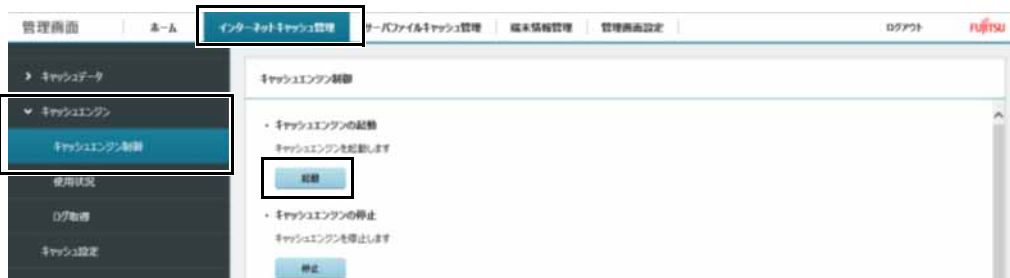 管理画面 ホーム インターネットキャッシュ管理 サーバファイルキャッシュ管理 端末情報管理 管理画面設定 ログアウト FUJITSU
キャッシュデータ
キャッシュエンジン制御
キャッシュエンジン
・キャッシュエンジンの起動
キャッシュエンジン制御
キャッシュエンジンを起動します
使用状況
起動
ログ取得
・キャッシュエンジンの停止
キャッシュエンジンを停止します
キャッシュ設定
停止